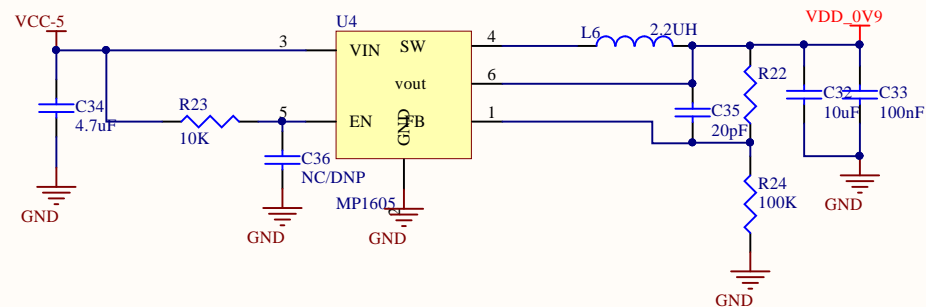 VCC-5
U4
VDD_0V9
3
VIN
SW
4
L6
2.2UH
vout
6
R22
C34
4.7uF
R23
10K
5
EN
GND
FB
1
C35
20pF
C32
10uF
C33
100nF
C36
NC/DNP
R24
100K
MP1605
2
GND
GND
GND
GND
GND